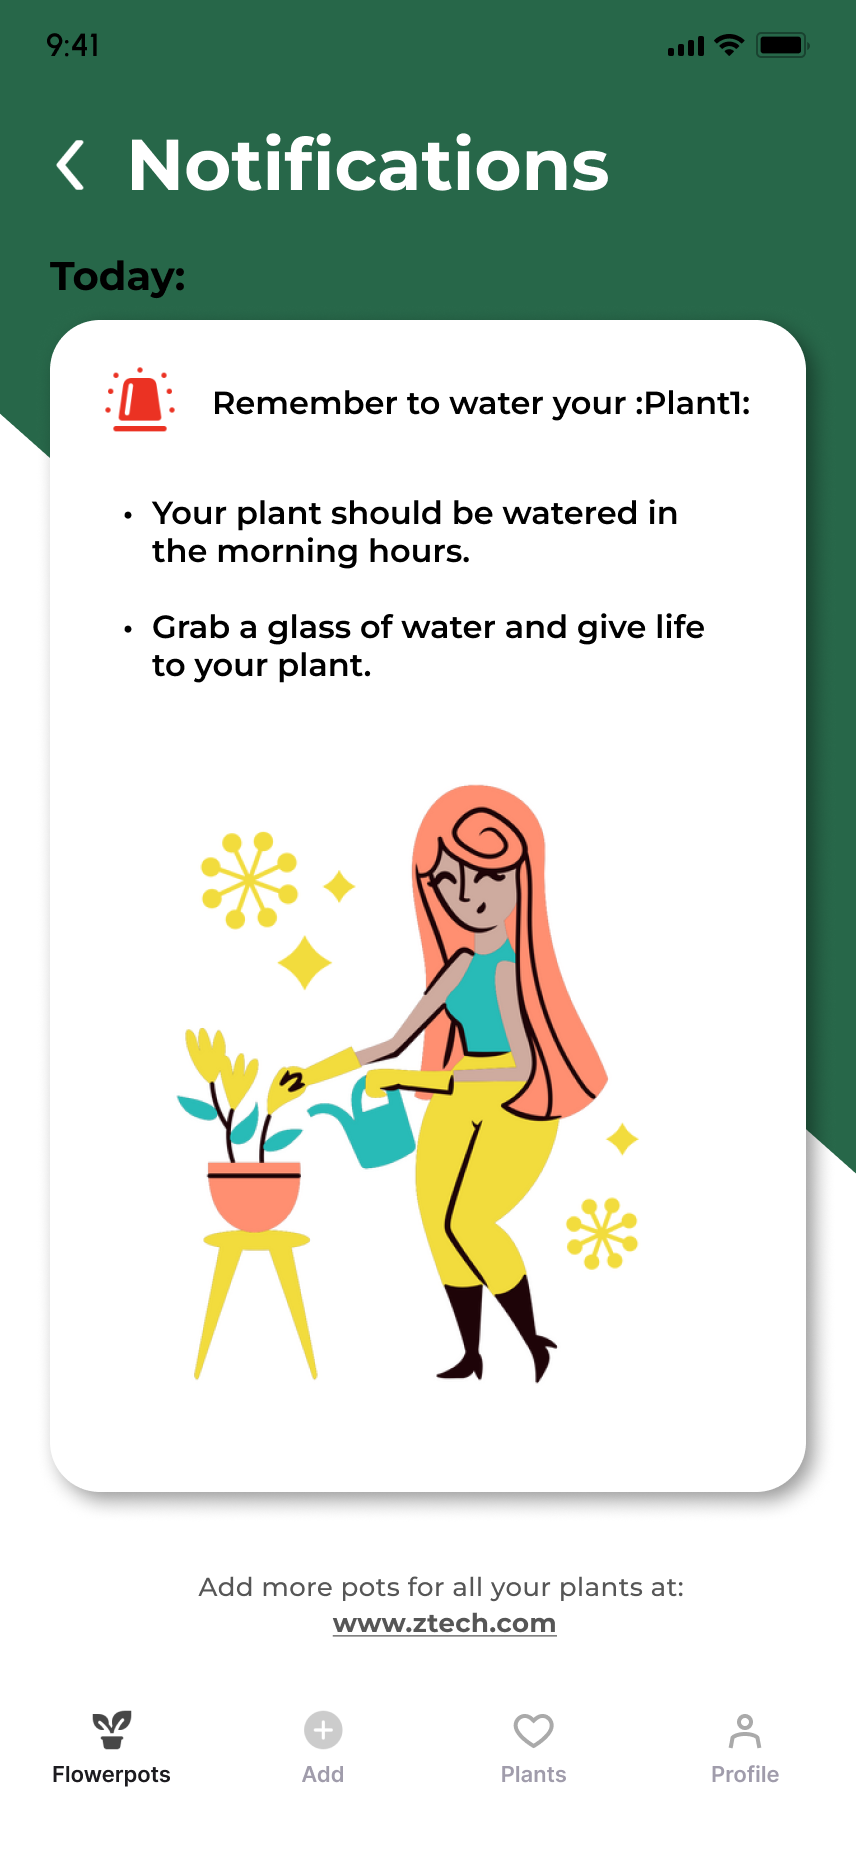 9:41
Notifications
Today:
Remember to water your :Plant1:
• Your plant should be watered in
the morning hours.
• Grab a glass of water and give life
to your plant.
Add more pots for all your plants at:
www.ztech.com
Flowerpots
Add
Plants
Profile